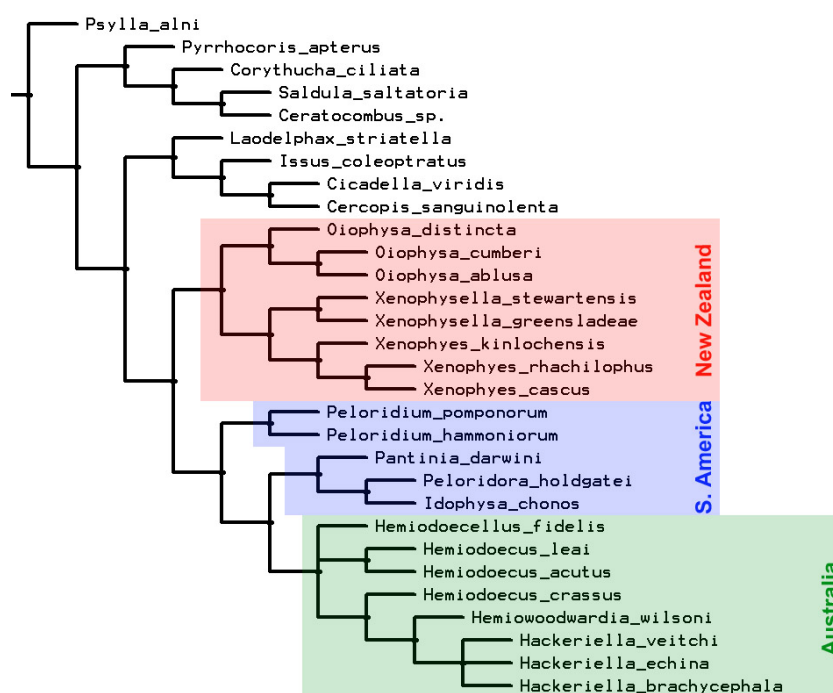 Psylla_alni
Pyrrhocoris_apterus
Corythucha_ciliata
Saldula_saltatoria
Ceratocombus_sp.
Laodelphax_striatella
Issus_coleoptratus
Cicadella_viridis
Cercopis_sanguinolenta
Oiophysa_distincta
Oiophysa_cumberi
Oiophysa_ablusa
Xenophysella_stewartensis
Xenophysella_greensladeae
Xenophyes_kinlochensis
Xenophyes_rhachilophus
Xenophyes_cascus
New Zealand
Peloridium_pomponorum
Peloridium_hammoniorum
Pantinia_darwini
Peloridora_holdgatei
Idophysa_chonos
S. America
Hemiodoecellus_fidelis
Hemiodoecus_leai
Hemiodoecus_acutus
Hemiodoecus_crassus
Hemiowoodwardia_wilsoni
Hackeriella_veitchi
Hackeriella_echina
Hackeriella_brachycephala
Australia